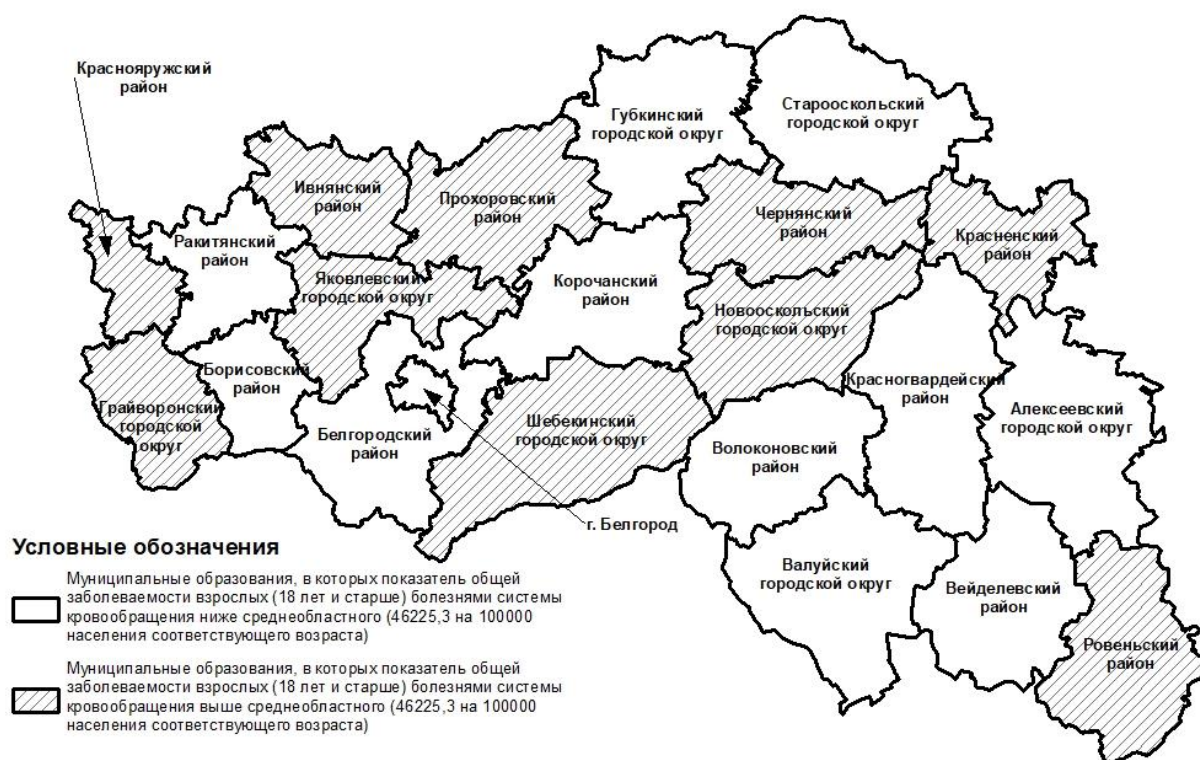 Краснояружский
район
Губкинский
городской округ
Старооскольский
городской округ
Ивнянский
район
Прохоровский
район
Чернянский
район
Красненский
район
Ракитянский
район
Яковлевский
городской округ
Корочанский
район
Новооскольский
городской округ
Борисовский
район
Красногвардейский
район
Грайворонский
городской
округ
Белгородский
район
Шебекинский
городской округ
Алексеевский
городской округ
Волоконовский
район
г. Белгород
Валуйский
городской округ
Вейделевский
район
Ровеньский
район
Условные обозначения
Муниципальные образования, в которых показатель общей
заболеваемости взрослых (18 лет и старше) болезнями системы
кровообращения ниже среднеобластного (46225,3 на 100000
населения соответствующего возраста)
Муниципальные образования, в которых показатель общей
заболеваемости взрослых (18 лет и старше) болезнями системы
кровообращения выше среднеобластного (46225,3 на 100000
населения соответствующего возраста)